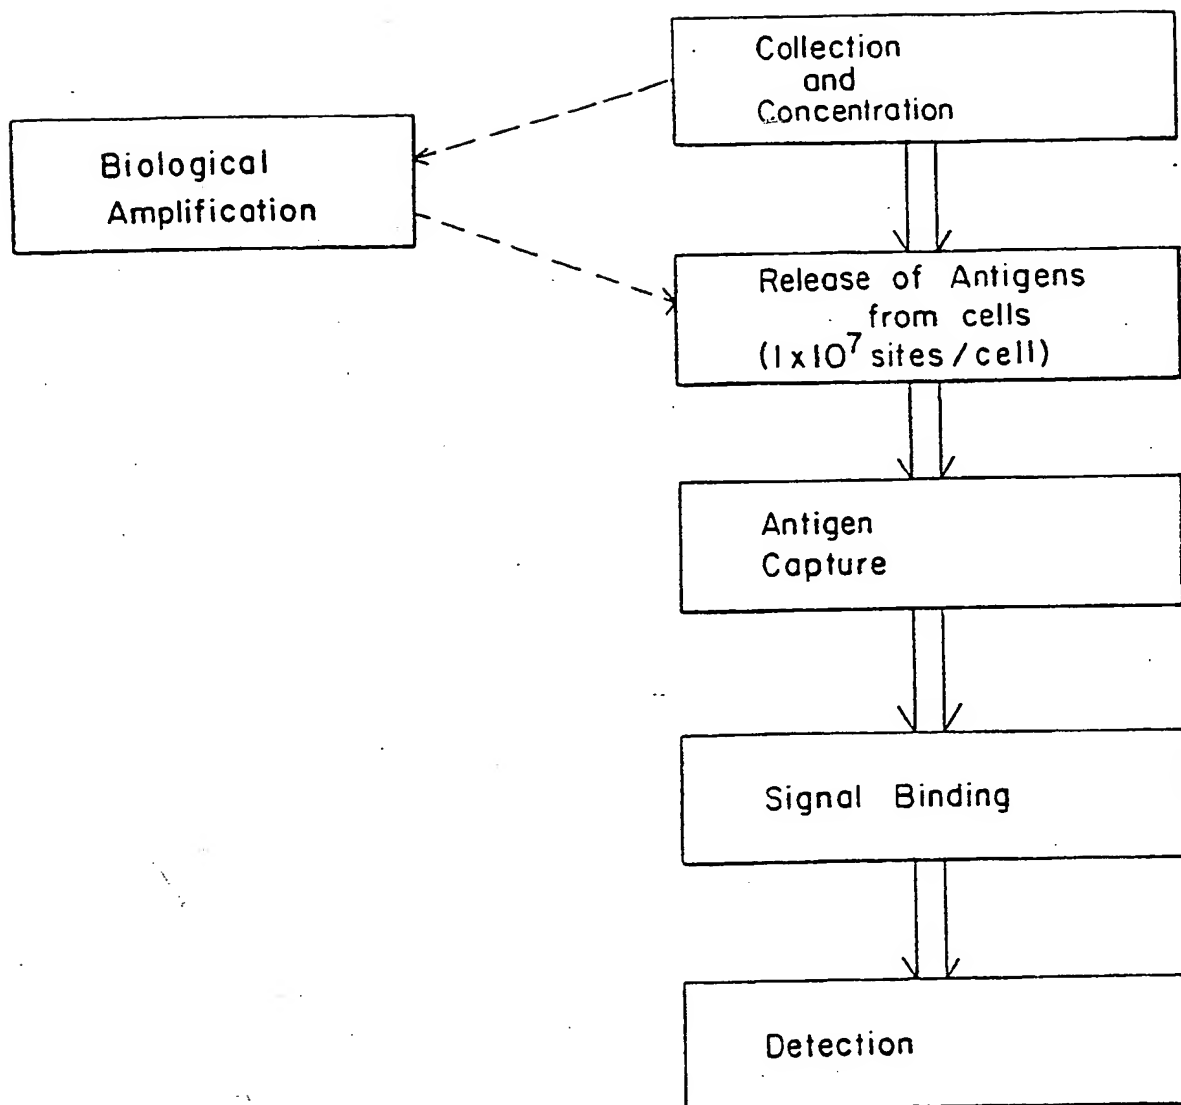 Collection
and
Concentration
Biological
Amplification
Release of Antigens
from cells
(1x10⁷ sites/cell)
Antigen
Capture
Signal Binding
Detection